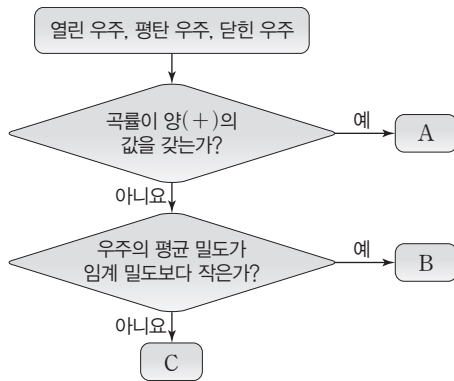 열린 우주, 평탄 우주, 닫힌 우주
곡률이 양(+)의
값을 갖는가?
예
A
아니요
우주의 평균 밀도가
임계 밀도보다 작은가?
예
B
아니요
C